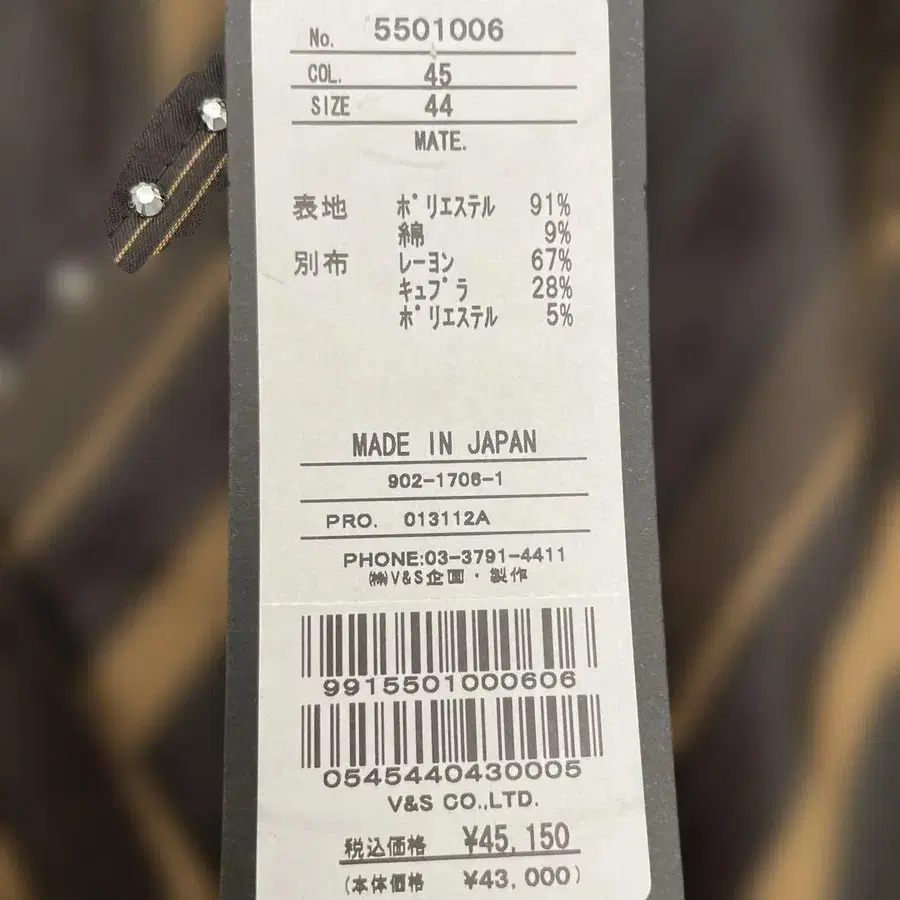 No. 5501006
COL. 45
SIZE 44
MATE.
表地 ポリエステル 91%
綿 9%
別布 レーヨン 67%
キュプラ 28%
ポリエステル 5%
MADE IN JAPAN
902-1706-1
PRO. 013112A
PHONE:03-3791-4411
㈱V&S企画・製作
9915501000606
0545440430005
V&S CO.,LTD.
税込価格 ¥45,150
(本体価格 ¥43,000)